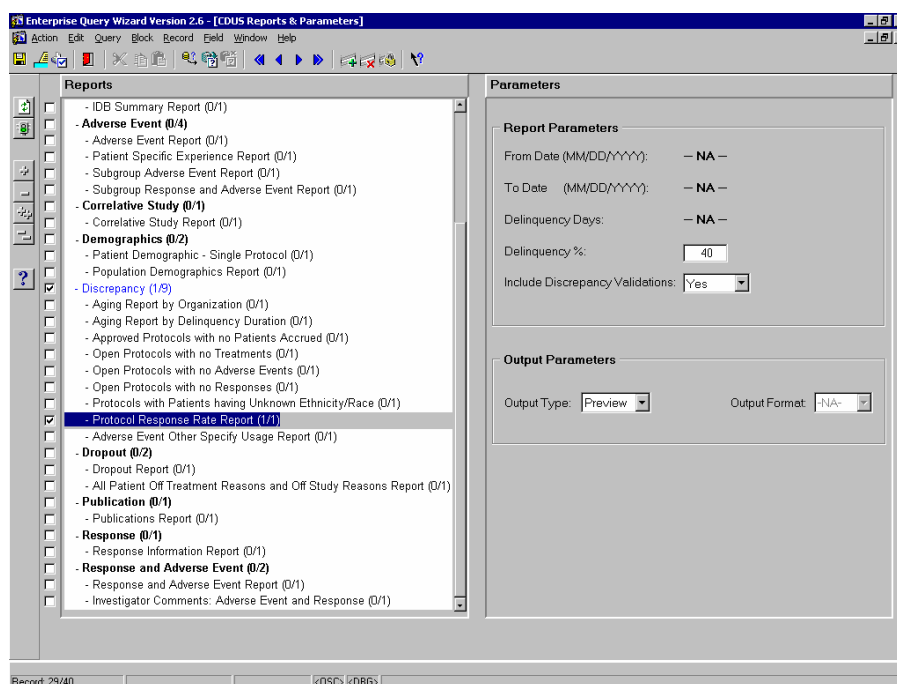 Enterprise Query Wizard Version 2.6 - [CDUS Reports & Parameters]
Action Edit Query Block Record Field Window Help
Reports
- IDB Summary Report (0/1)
- Adverse Event (0/4)
- Adverse Event Report (0/1)
- Patient Specific Experience Report (0/1)
- Subgroup Adverse Event Report (0/1)
- Subgroup Response and Adverse Event Report (0/1)
- Correlative Study (0/1)
- Correlative Study Report (0/1)
- Demographics (0/2)
- Patient Demographic - Single Protocol (0/1)
- Population Demographics Report (0/1)
- Discrepancy (1/9)
- Aging Report by Organization (0/1)
- Aging Report by Delinquency Duration (0/1)
- Approved Protocols with no Patients Accrued (0/1)
- Open Protocols with no Treatments (0/1)
- Open Protocols with no Adverse Events (0/1)
- Open Protocols with no Responses (0/1)
- Protocols with Patients having Unknown Ethnicity/Race (0/1)
- Protocol Response Rate Report (1/1)
- Adverse Event Other Specify Usage Report (0/1)
- Dropout (0/2)
- Dropout Report (0/1)
- All Patient Off Treatment Reasons and Off Study Reasons Report (0/1)
- Publication (0/1)
- Publications Report (0/1)
- Response (0/1)
- Response Information Report (0/1)
- Response and Adverse Event (0/2)
- Response and Adverse Event Report (0/1)
- Investigator Comments: Adverse Event and Response (0/1)
Parameters
Report Parameters
From Date (MM/DD/YYYY): -- NA --
To Date (MM/DD/YYYY): -- NA --
Delinquency Days: -- NA --
Delinquency %: 40
Include Discrepancy Validations: Yes
Output Parameters
Output Type: Preview Output Format: -NA-
Record: 29/40 <OSC> <DBG>